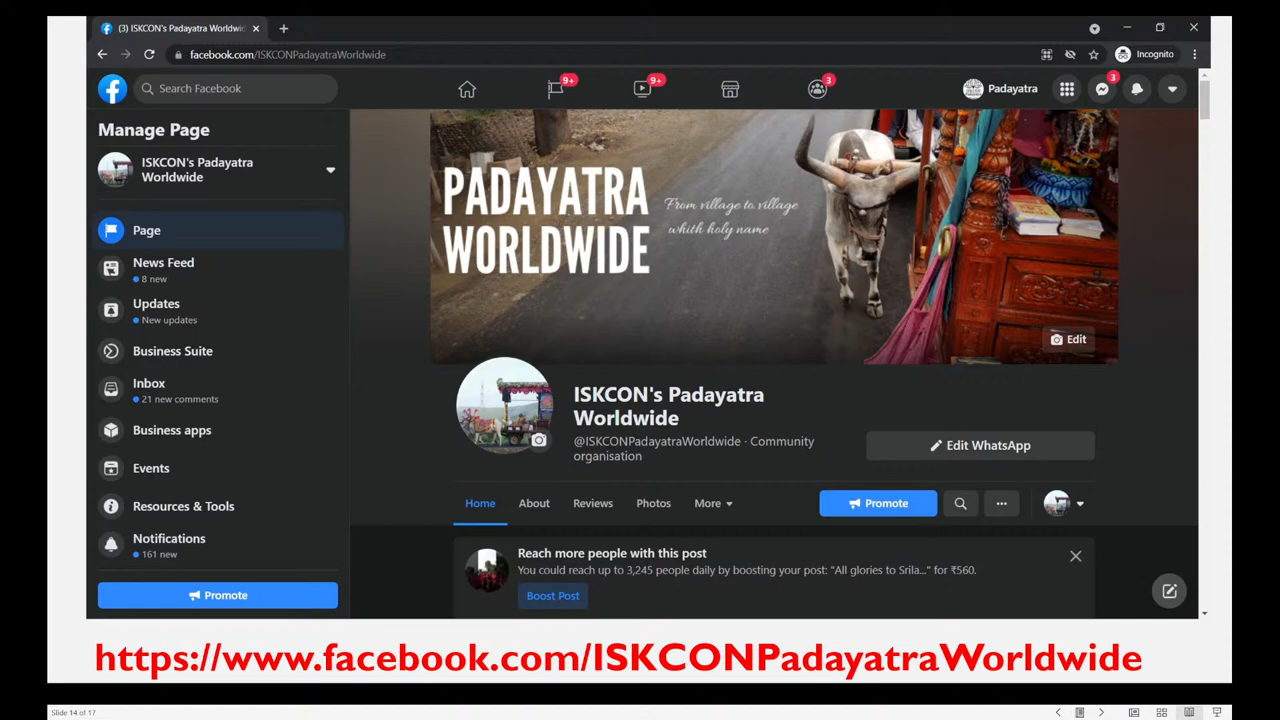 (3) ISKCON's Padayatra Worldwi
facebook.com/ISKCONPadayatraWorldwide
Incognito
Search Facebook
9+
9+
3
Padayatra
3
Manage Page
ISKCON's Padayatra
Worldwide
Page
News Feed
8 new
Updates
New updates
Business Suite
Inbox
21 new comments
Business apps
Events
Resources & Tools
Notifications
161 new
Promote
PADAYATRA
WORLDWIDE
From village to village
whith holy name
Edit
ISKCON's Padayatra
Worldwide
@ISKCONPadayatraWorldwide · Community
organisation
Edit WhatsApp
Home About Reviews Photos More
Promote
Reach more people with this post
You could reach up to 3,245 people daily by boosting your post: "All glories to Srila..." for ₹560.
Boost Post
https://www.facebook.com/ISKCONPadayatraWorldwide
Slide 14 of 17